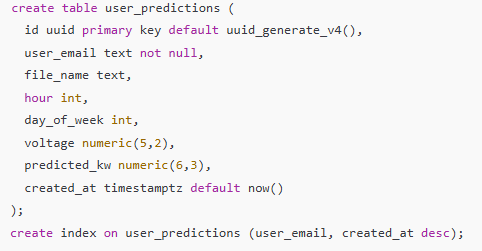 create table user_predictions (
  id uuid primary key default uuid_generate_v4(),
  user_email text not null,
  file_name text,
  hour int,
  day_of_week int,
  voltage numeric(5,2),
  predicted_kw numeric(6,3),
  created_at timestamptz default now()
);
create index on user_predictions (user_email, created_at desc);